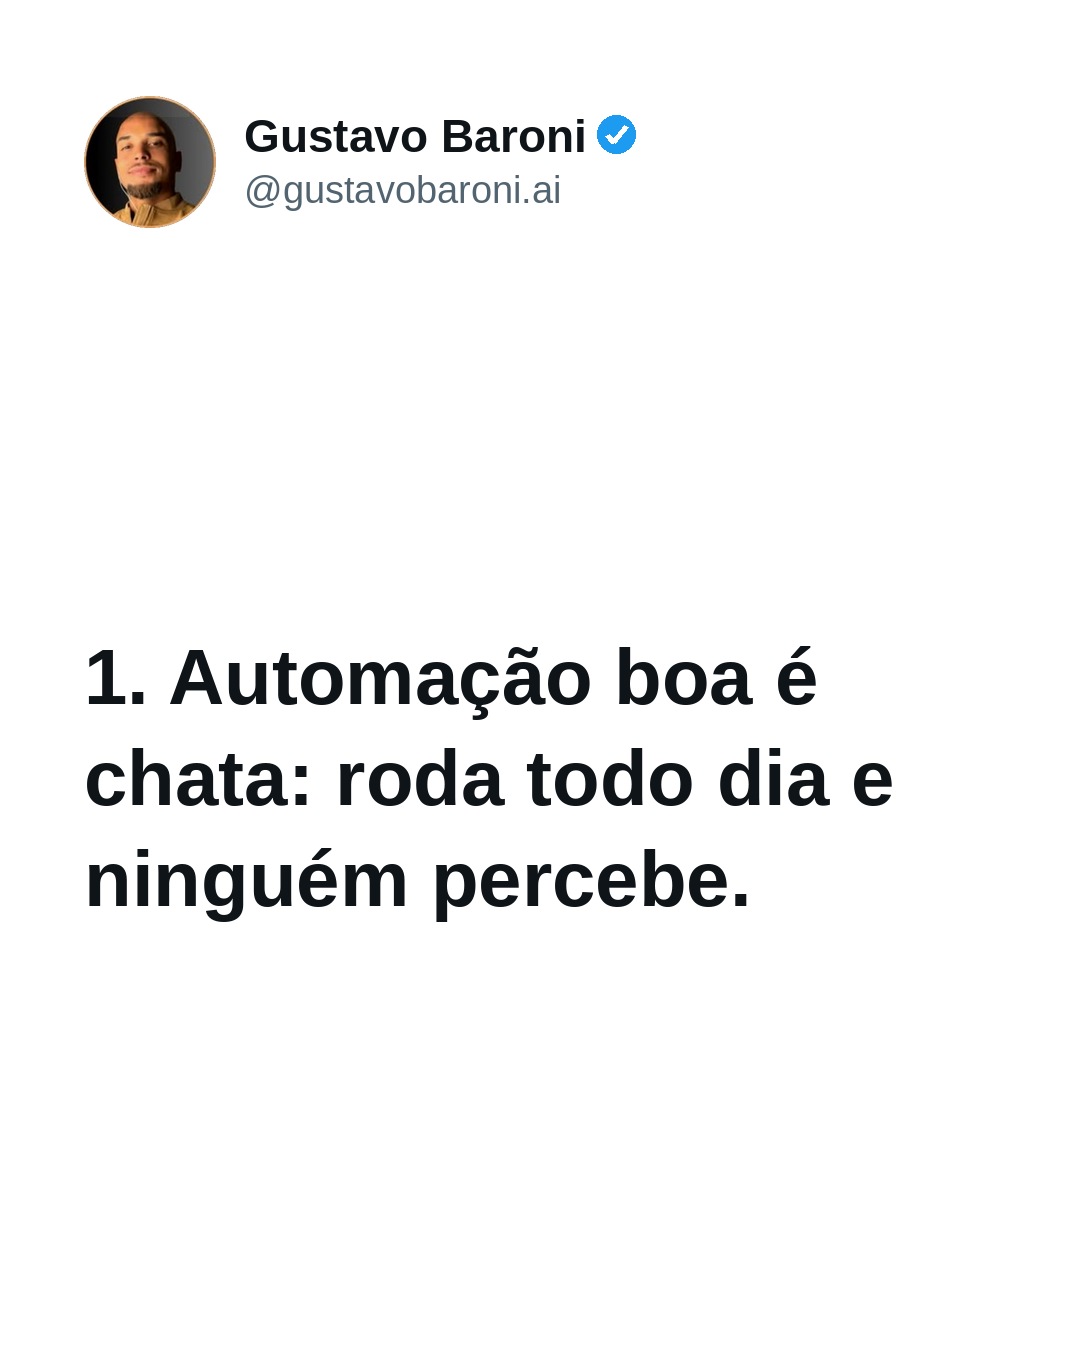 Gustavo Baroni
@gustavobaroni.ai
1. Automação boa é
chata: roda todo dia e
ninguém percebe.